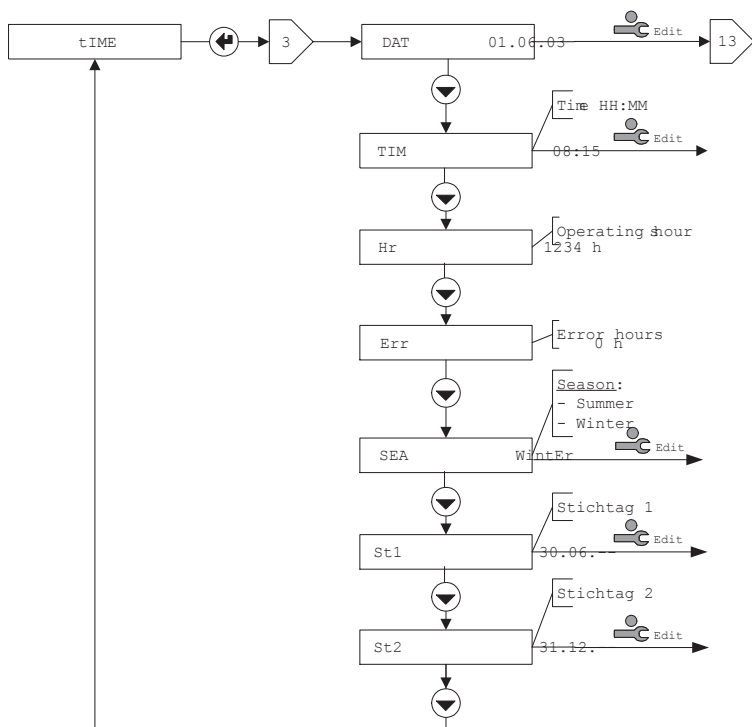 tIME
3
DAT 01.06.03
Edit
13
Time HH:MM
Edit
TIM 08:15
Operating hours
Hr 1234 h
Error hours
Err 0 h
Season:
- Summer
- Winter
Edit
SEA WintEr
Stichtag 1
Edit
St1 30.06.--
Stichtag 2
Edit
St2 31.12.--